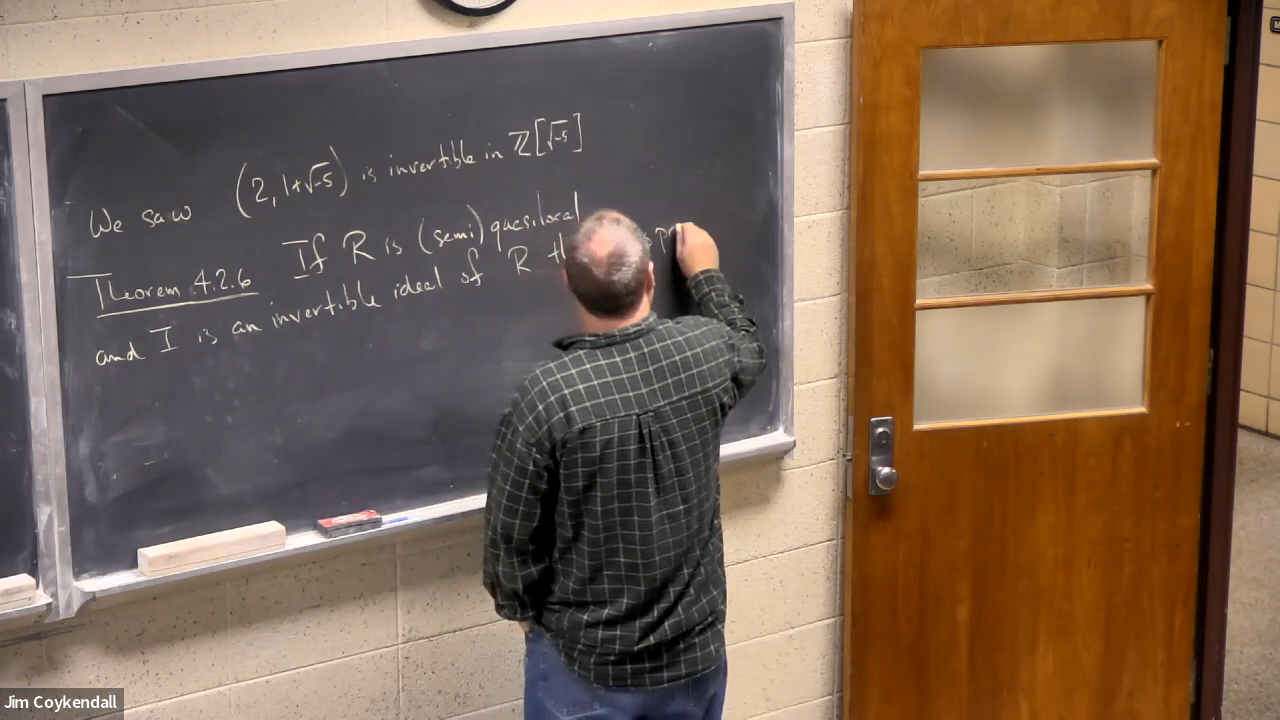 We saw (2, 1+√-5) is invertible in ℤ[√-5]
Theorem 4.2.6 If R is (semi) quasilocal
and I is an invertible ideal of R
Jim Coykendall